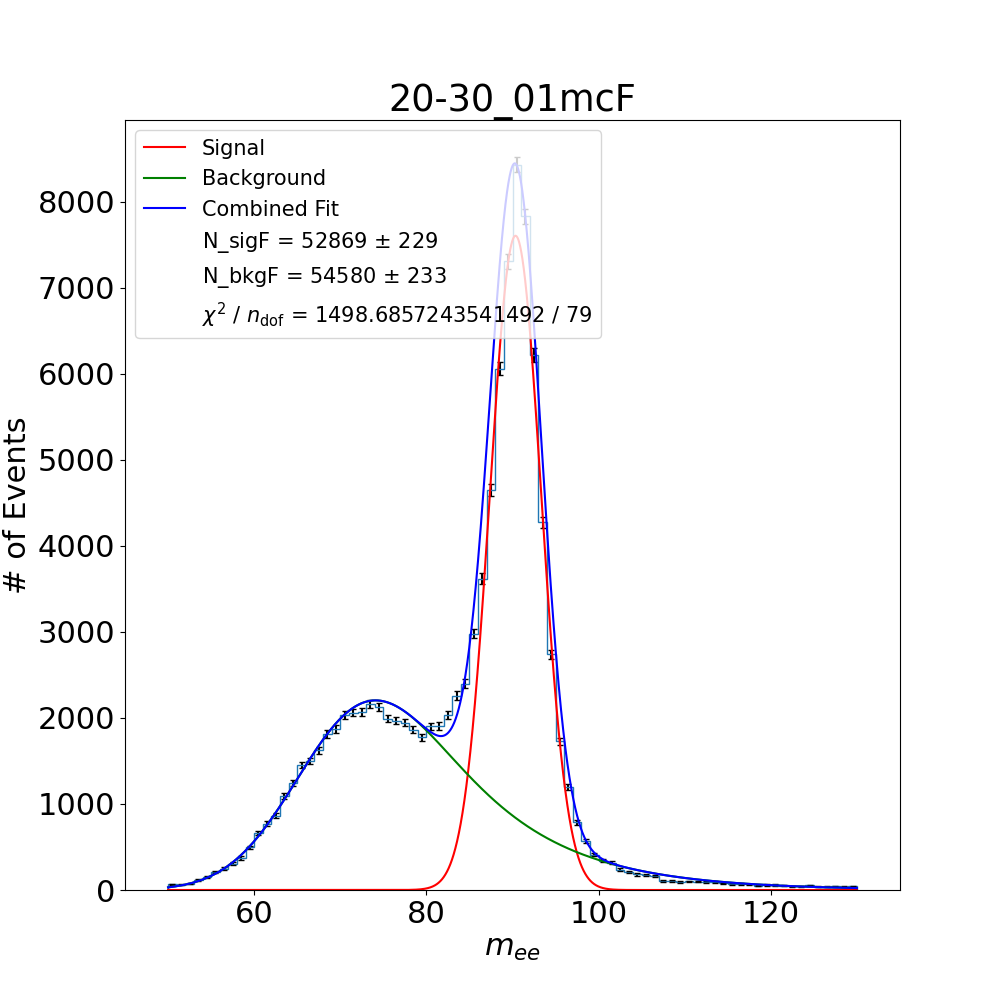 20-30_01mcF
Signal
Background
Combined Fit
N_sigF = 52869 ± 229
N_bkgF = 54580 ± 233
χ² / n_dof = 1498.6857243541492 / 79
# of Events
8000
7000
6000
5000
4000
3000
2000
1000
0
60 80 100 120
m_ee